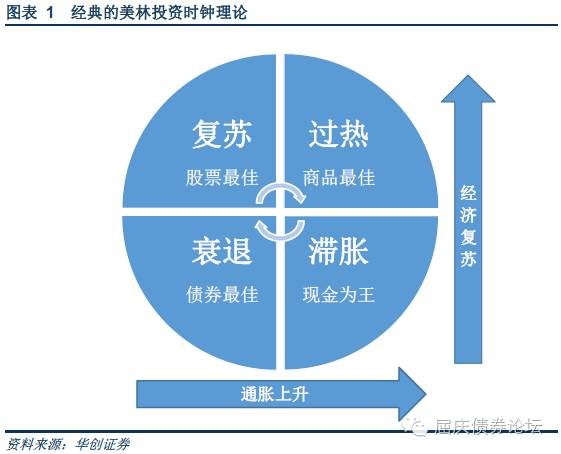 图表 1 经典的美林投资时钟理论
复苏
股票最佳
过热
商品最佳
衰退
债券最佳
滞胀
现金为王
经济复苏
通胀上升
屈庆债券论坛
资料来源：华创证券